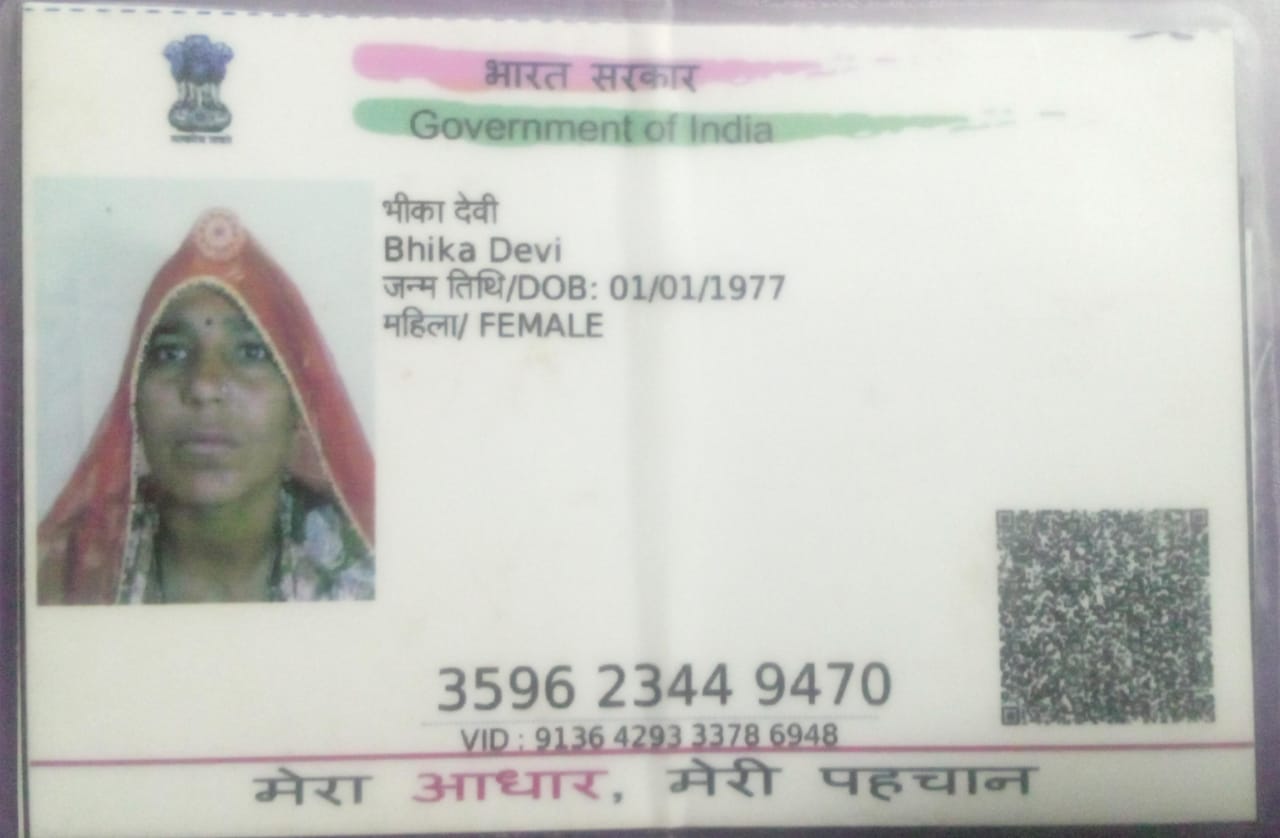 भारत सरकार
Government of India
भीका देवी
Bhika Devi
जन्म तिथि/DOB: 01/01/1977
महिला/ FEMALE
3596 2344 9470
VID : 9136 4293 3378 6948
मेरा आधार, मेरी पहचान